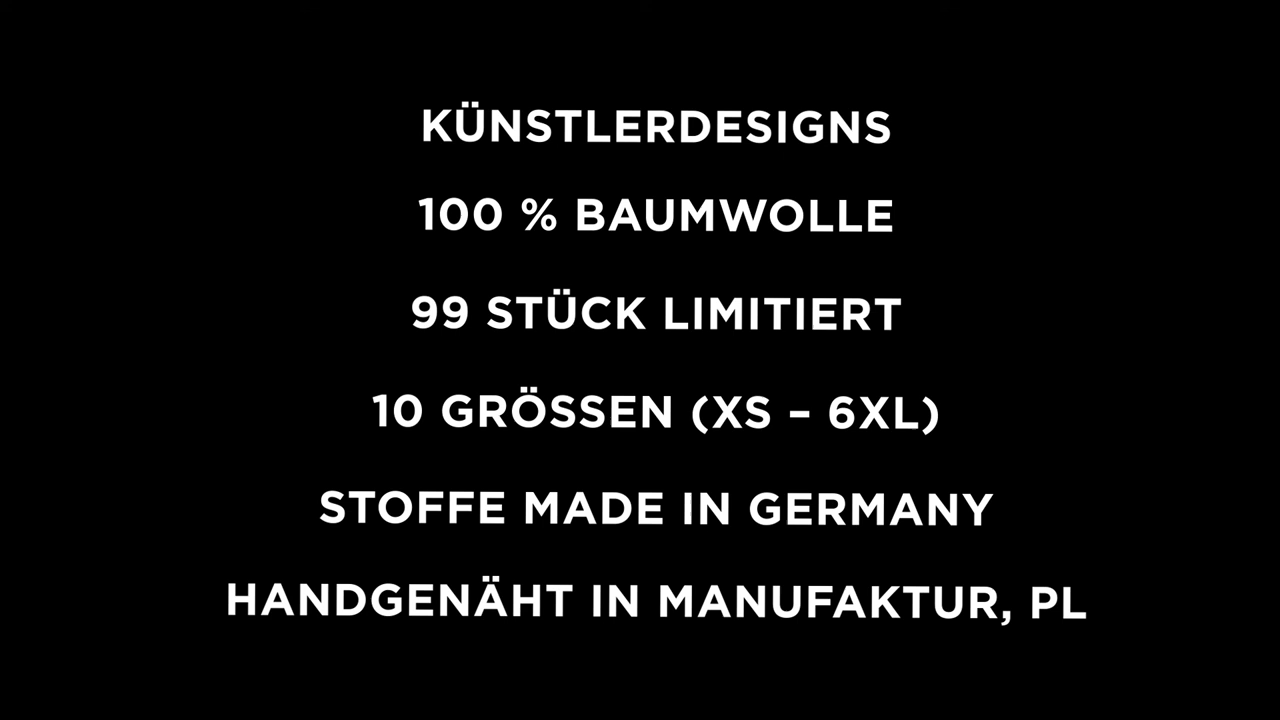 KÜNSTLERDESIGNS
100 % BAUMWOLLE
99 STÜCK LIMITIERT
10 GRÖSSEN (XS – 6XL)
STOFFE MADE IN GERMANY
HANDGENÄHT IN MANUFAKTUR, PL